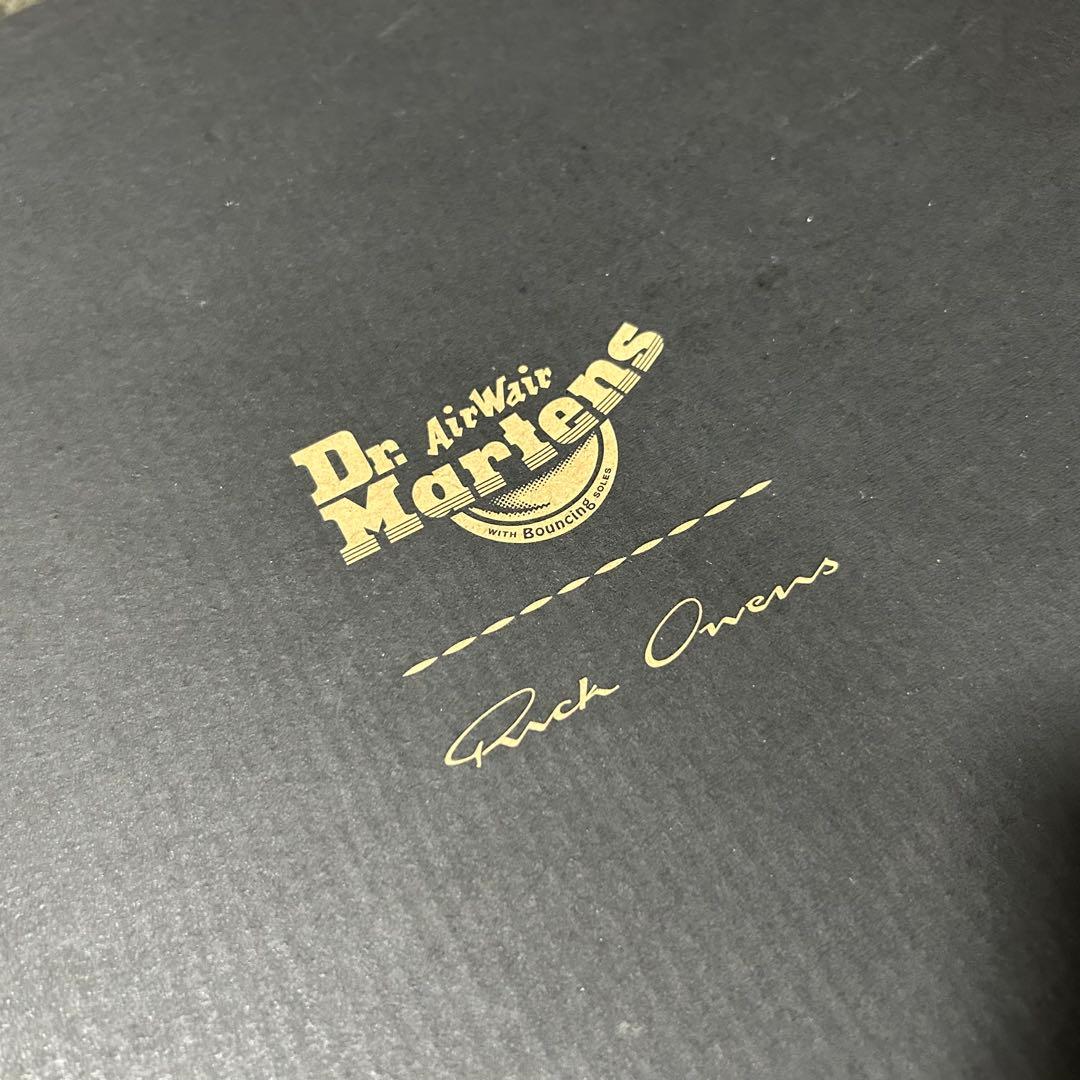 Dr. AirWair
Martens
WITH Bouncing SOLES
Rick Owens